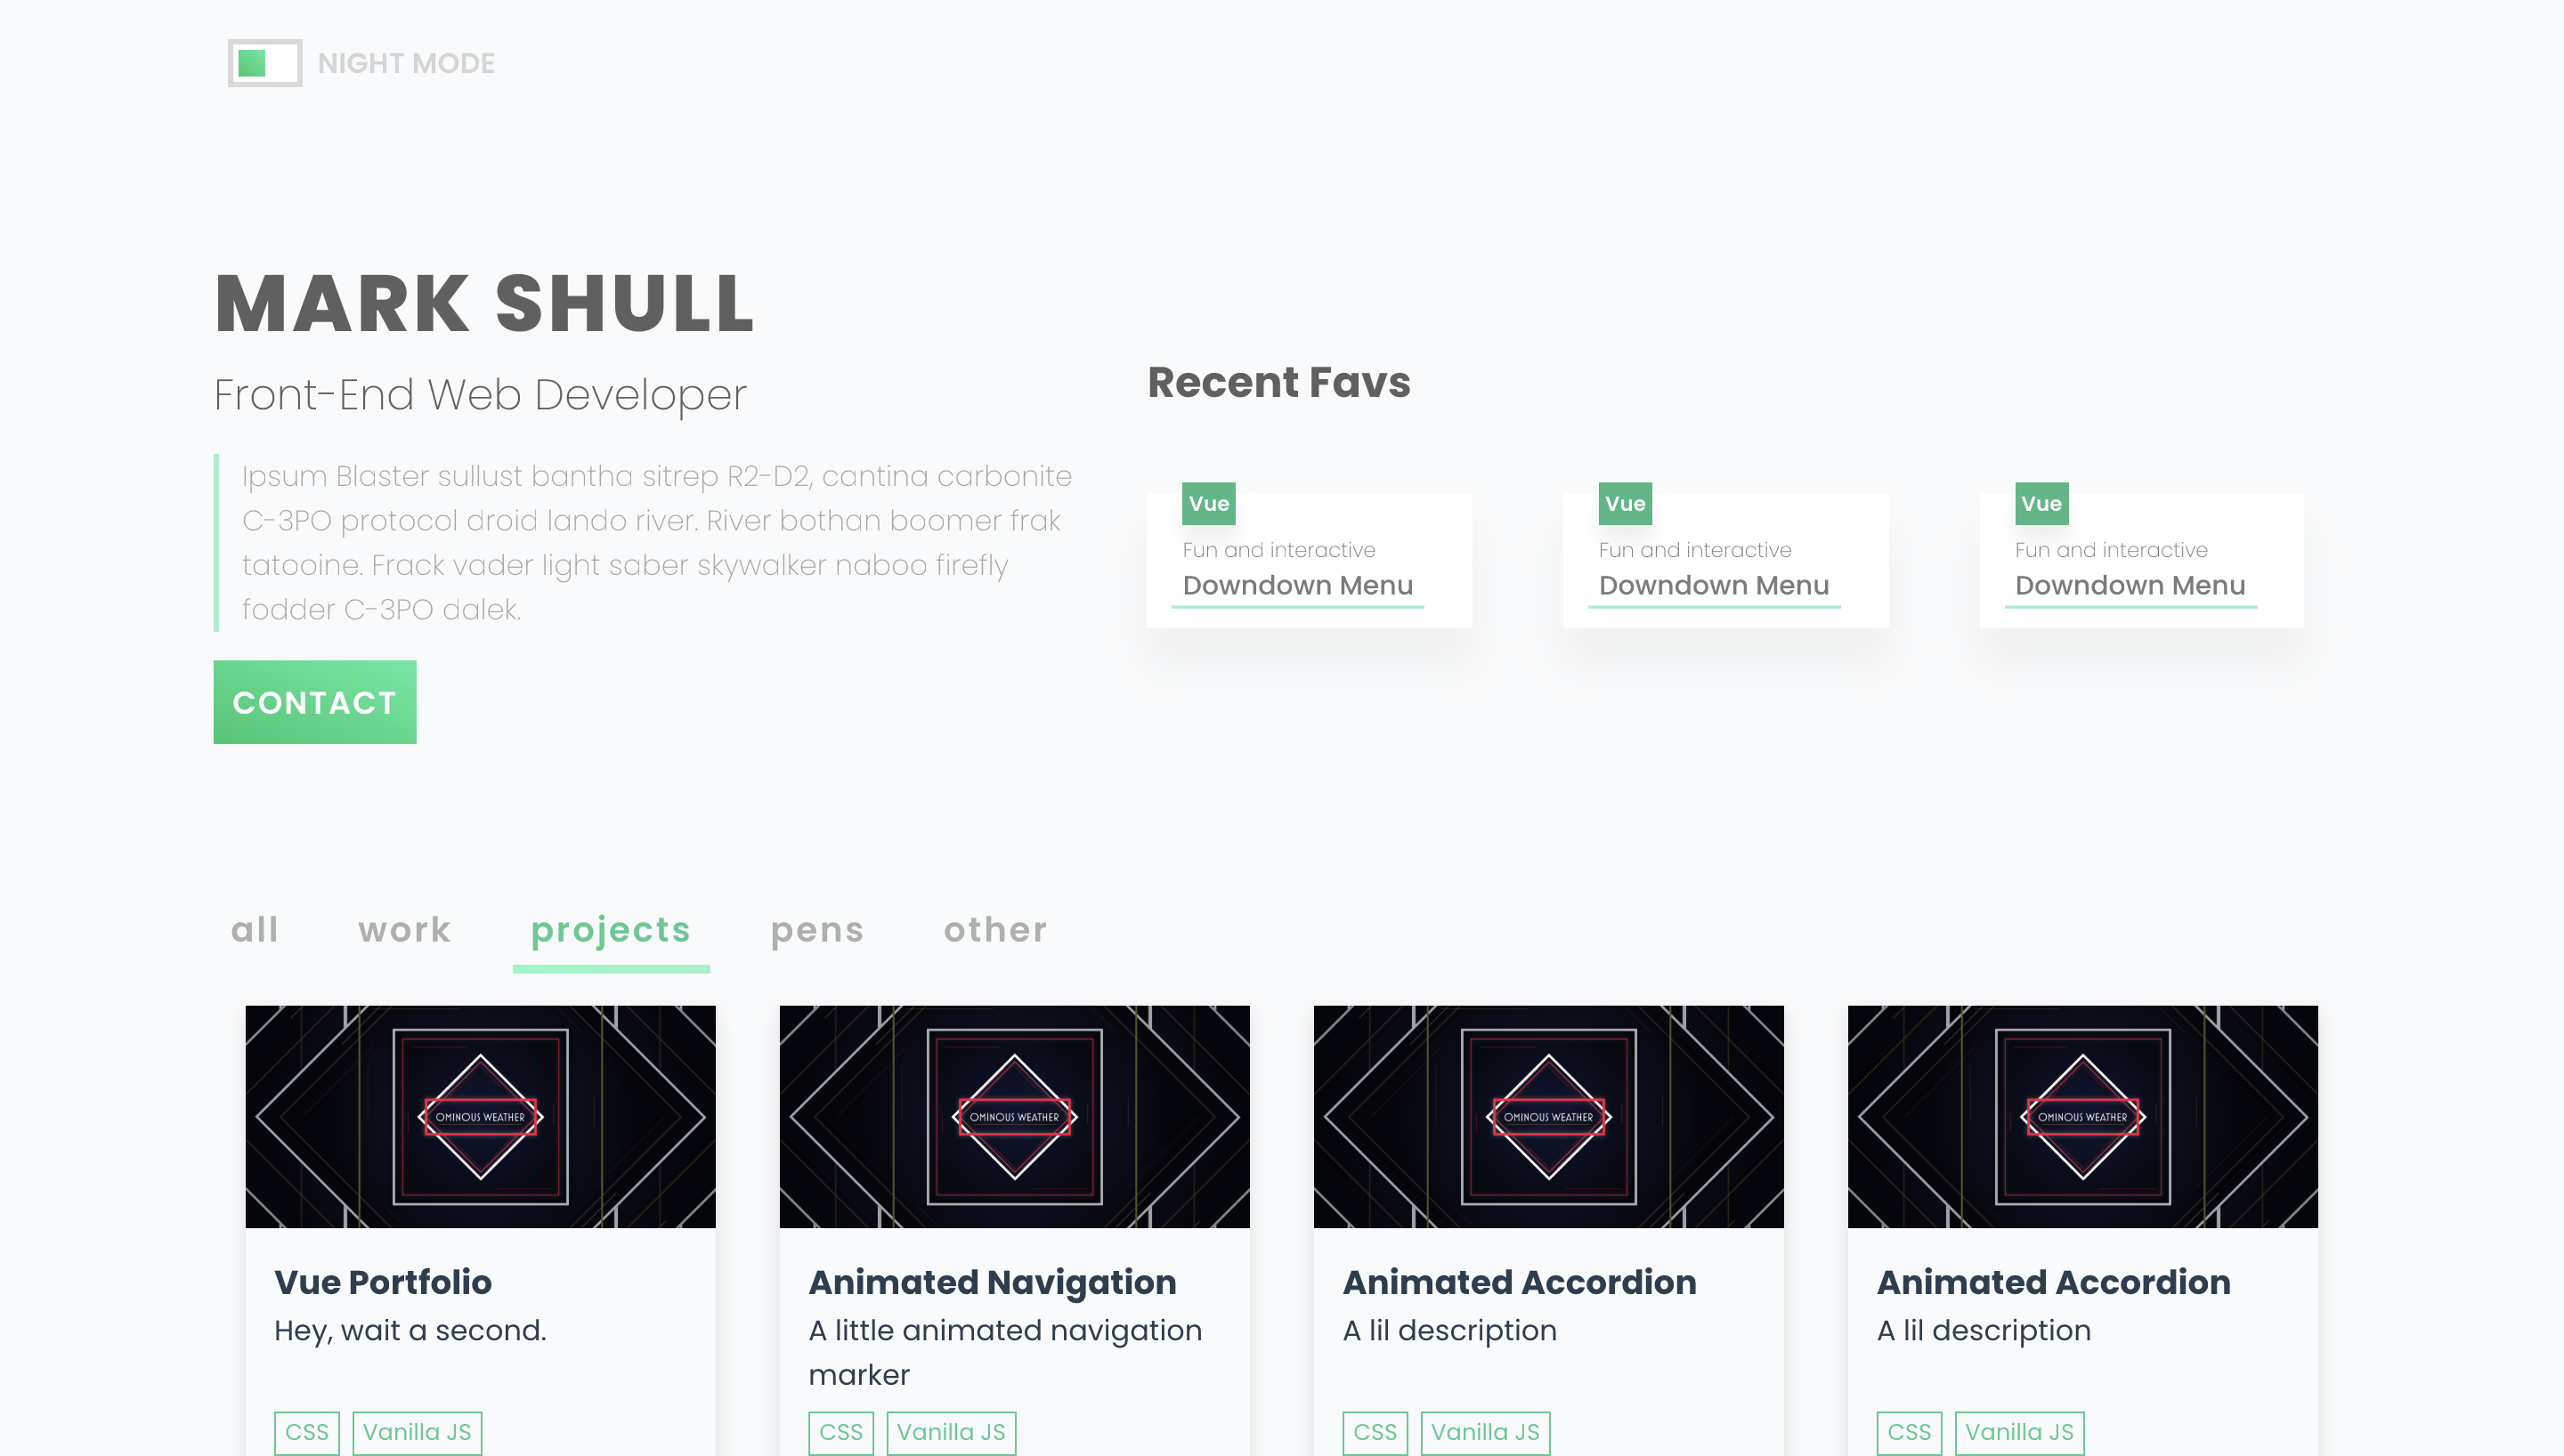 NIGHT MODE
MARK SHULL
Front-End Web Developer
Ipsum Blaster sullust bantha sitrep R2-D2, cantina carbonite
C-3PO protocol droid lando river. River bothan boomer frak
tatooine. Frack vader light saber skywalker naboo firefly
fodder C-3PO dalek.
CONTACT
Recent Favs
Vue
Fun and interactive
Downdown Menu
Vue
Fun and interactive
Downdown Menu
Vue
Fun and interactive
Downdown Menu
all work projects pens other
OMINOUS WEATHER
Vue Portfolio
Hey, wait a second.
CSS Vanilla JS
OMINOUS WEATHER
Animated Navigation
A little animated navigation
marker
CSS Vanilla JS
OMINOUS WEATHER
Animated Accordion
A lil description
CSS Vanilla JS
OMINOUS WEATHER
Animated Accordion
A lil description
CSS Vanilla JS